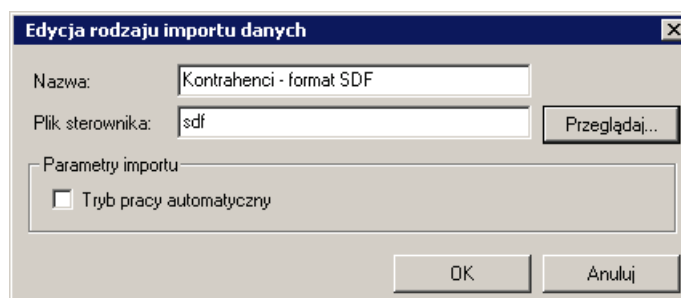 Edycja rodzaju importu danych
Nazwa: Kontrahenci - format SDF
Plik sterownika: sdf Przeglądaj...
Parametry importu
Tryb pracy automatyczny
OK Anuluj